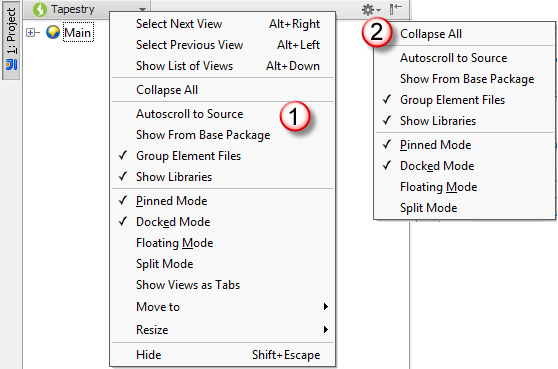 1: Project
Tapestry
Main
Select Next View Alt+Right
Select Previous View Alt+Left
Show List of Views Alt+Down
Collapse All
Autoscroll to Source
Show From Base Package
Group Element Files
Show Libraries
Pinned Mode
Docked Mode
Floating Mode
Split Mode
Show Views as Tabs
Move to
Resize
Hide Shift+Escape
1
2
Collapse All
Autoscroll to Source
Show From Base Package
Group Element Files
Show Libraries
Pinned Mode
Docked Mode
Floating Mode
Split Mode